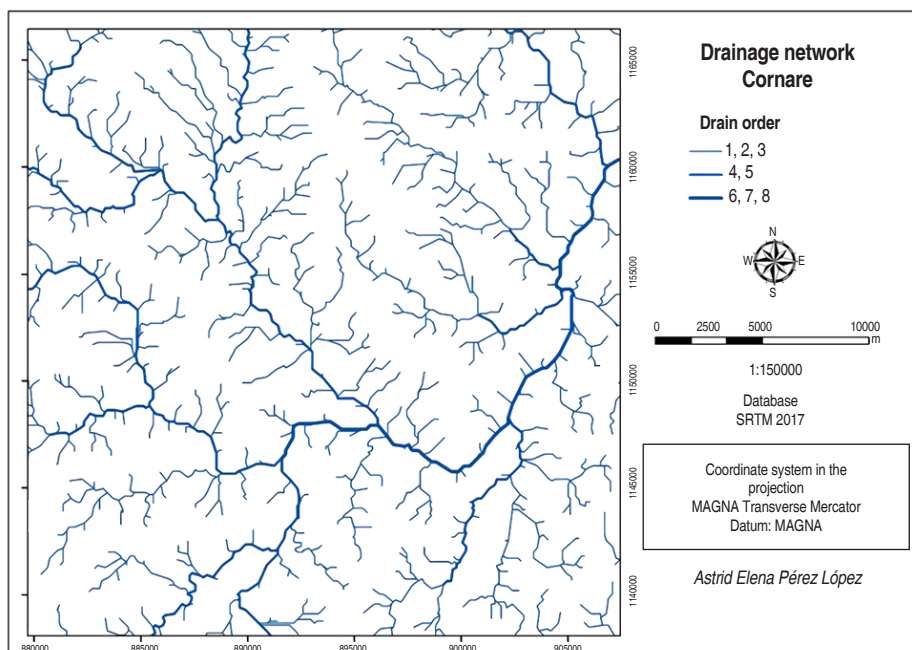 Drainage network
Cornare
Drain order
1, 2, 3
4, 5
6, 7, 8
N
W E
S
0 2500 5000 10000
m
1:150000
Database
SRTM 2017
Coordinate system in the
projection
MAGNA Transverse Mercator
Datum: MAGNA
Astrid Elena Pérez López
1165000
1160000
1155000
1150000
1145000
1140000
880000 885000 890000 895000 900000 905000